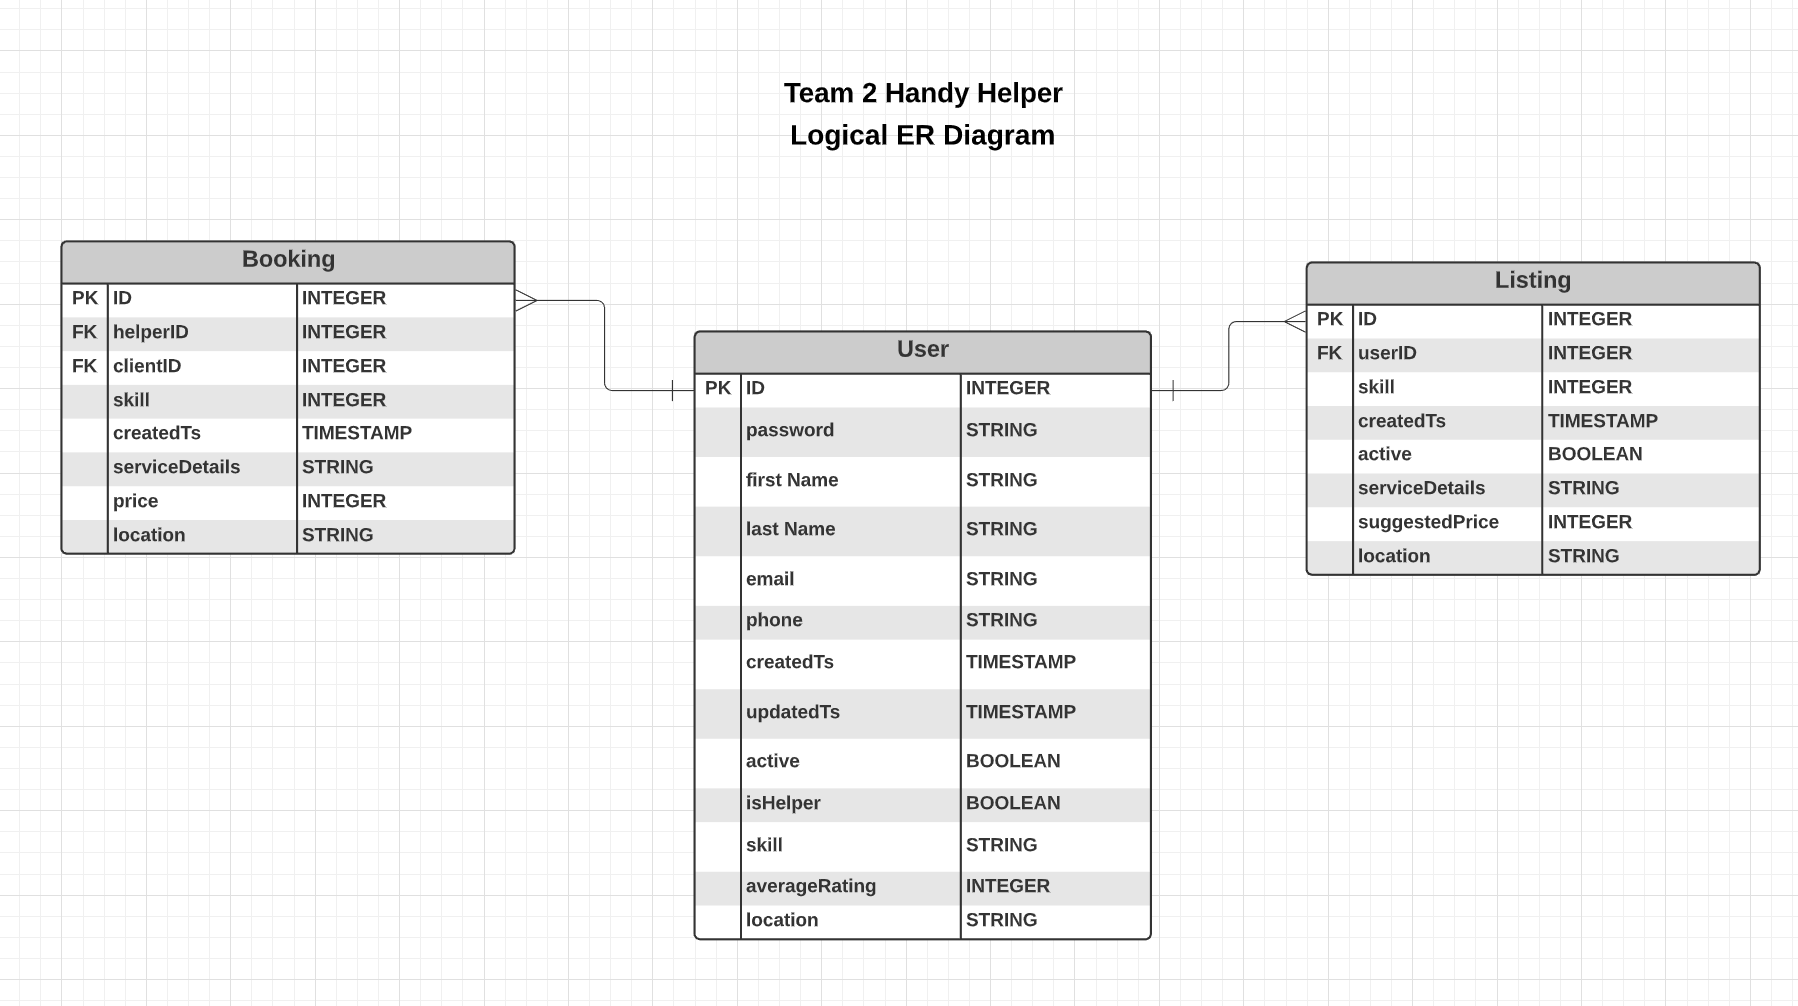 Team 2 Handy Helper
Logical ER Diagram
Booking
PK ID INTEGER
FK helperID INTEGER
FK clientID INTEGER
skill INTEGER
createdTs TIMESTAMP
serviceDetails STRING
price INTEGER
location STRING
User
PK ID INTEGER
password STRING
first Name STRING
last Name STRING
email STRING
phone STRING
createdTs TIMESTAMP
updatedTs TIMESTAMP
active BOOLEAN
isHelper BOOLEAN
skill STRING
averageRating INTEGER
location STRING
Listing
PK ID INTEGER
FK userID INTEGER
skill INTEGER
createdTs TIMESTAMP
active BOOLEAN
serviceDetails STRING
suggestedPrice INTEGER
location STRING